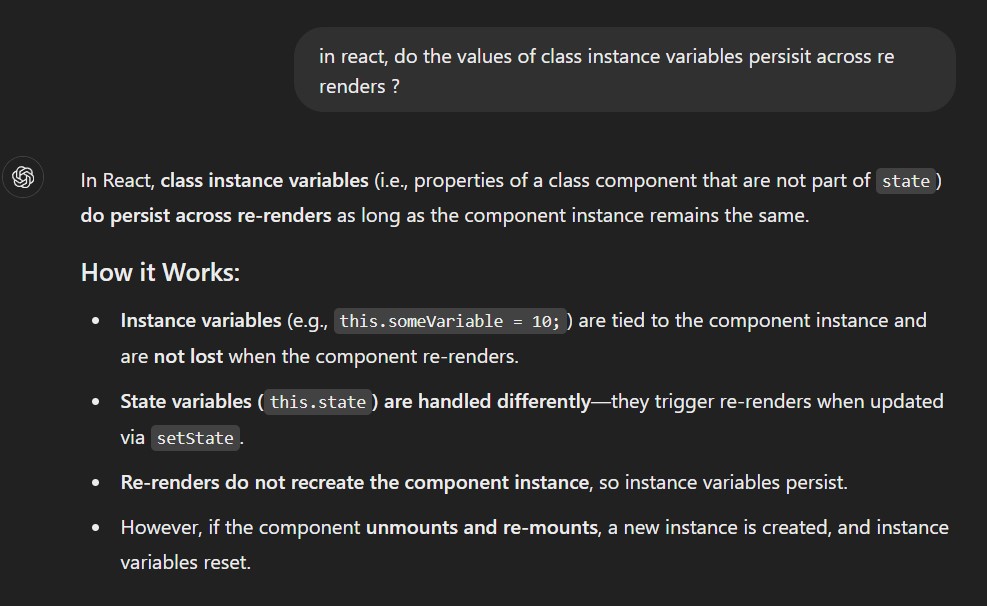 in react, do the values of class instance variables persisit across re
renders ?
In React, class instance variables (i.e., properties of a class component that are not part of state)
do persist across re-renders as long as the component instance remains the same.
How it Works:
• Instance variables (e.g., this.someVariable = 10;) are tied to the component instance and
are not lost when the component re-renders.
• State variables (this.state) are handled differently—they trigger re-renders when updated
via setState.
• Re-renders do not recreate the component instance, so instance variables persist.
• However, if the component unmounts and re-mounts, a new instance is created, and instance
variables reset.